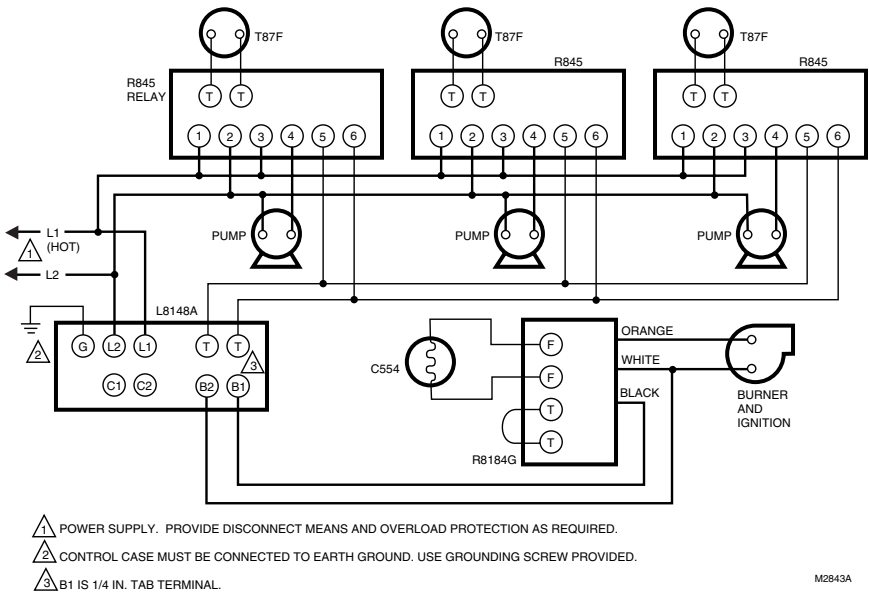 T87F T87F T87F
R845 RELAY R845 R845
T T T T T T
1 2 3 4 5 6 1 2 3 4 5 6 1 2 3 4 5 6
PUMP PUMP PUMP
L1
(HOT)
1
L2
L8148A
G L2 L1 T T
2
3
C1 C2 B2 B1
C554
F
F
T
T
R8184G
ORANGE
WHITE
BLACK
BURNER
AND
IGNITION
1 POWER SUPPLY. PROVIDE DISCONNECT MEANS AND OVERLOAD PROTECTION AS REQUIRED.
2 CONTROL CASE MUST BE CONNECTED TO EARTH GROUND. USE GROUNDING SCREW PROVIDED.
3 B1 IS 1/4 IN. TAB TERMINAL.
M2843A